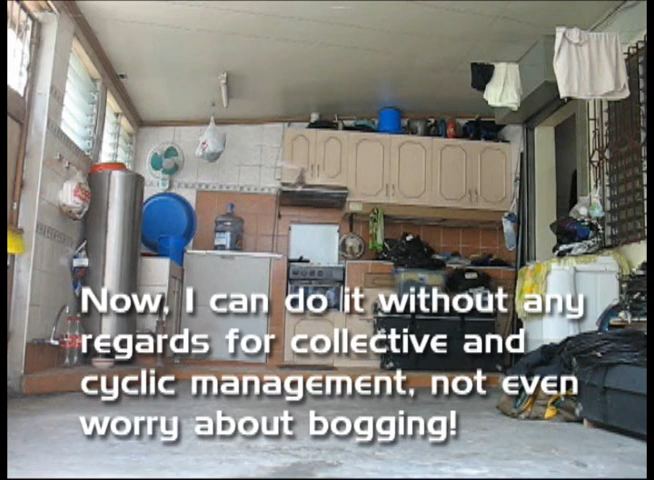 Now, I can do it without any
regards for collective and
cyclic management, not even
worry about bogging!